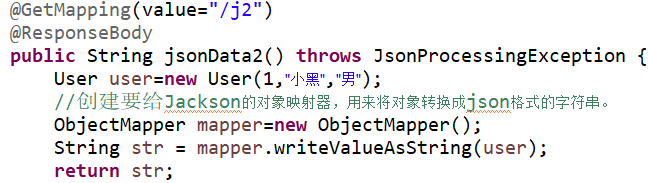 @GetMapping(value="/j2")
@ResponseBody
public String jsonData2() throws JsonProcessingException {
User user=new User(1,"小黑","男");
//创建要给Jackson的对象映射器，用来将对象转换成json格式的字符串。
ObjectMapper mapper=new ObjectMapper();
String str = mapper.writeValueAsString(user);
return str;